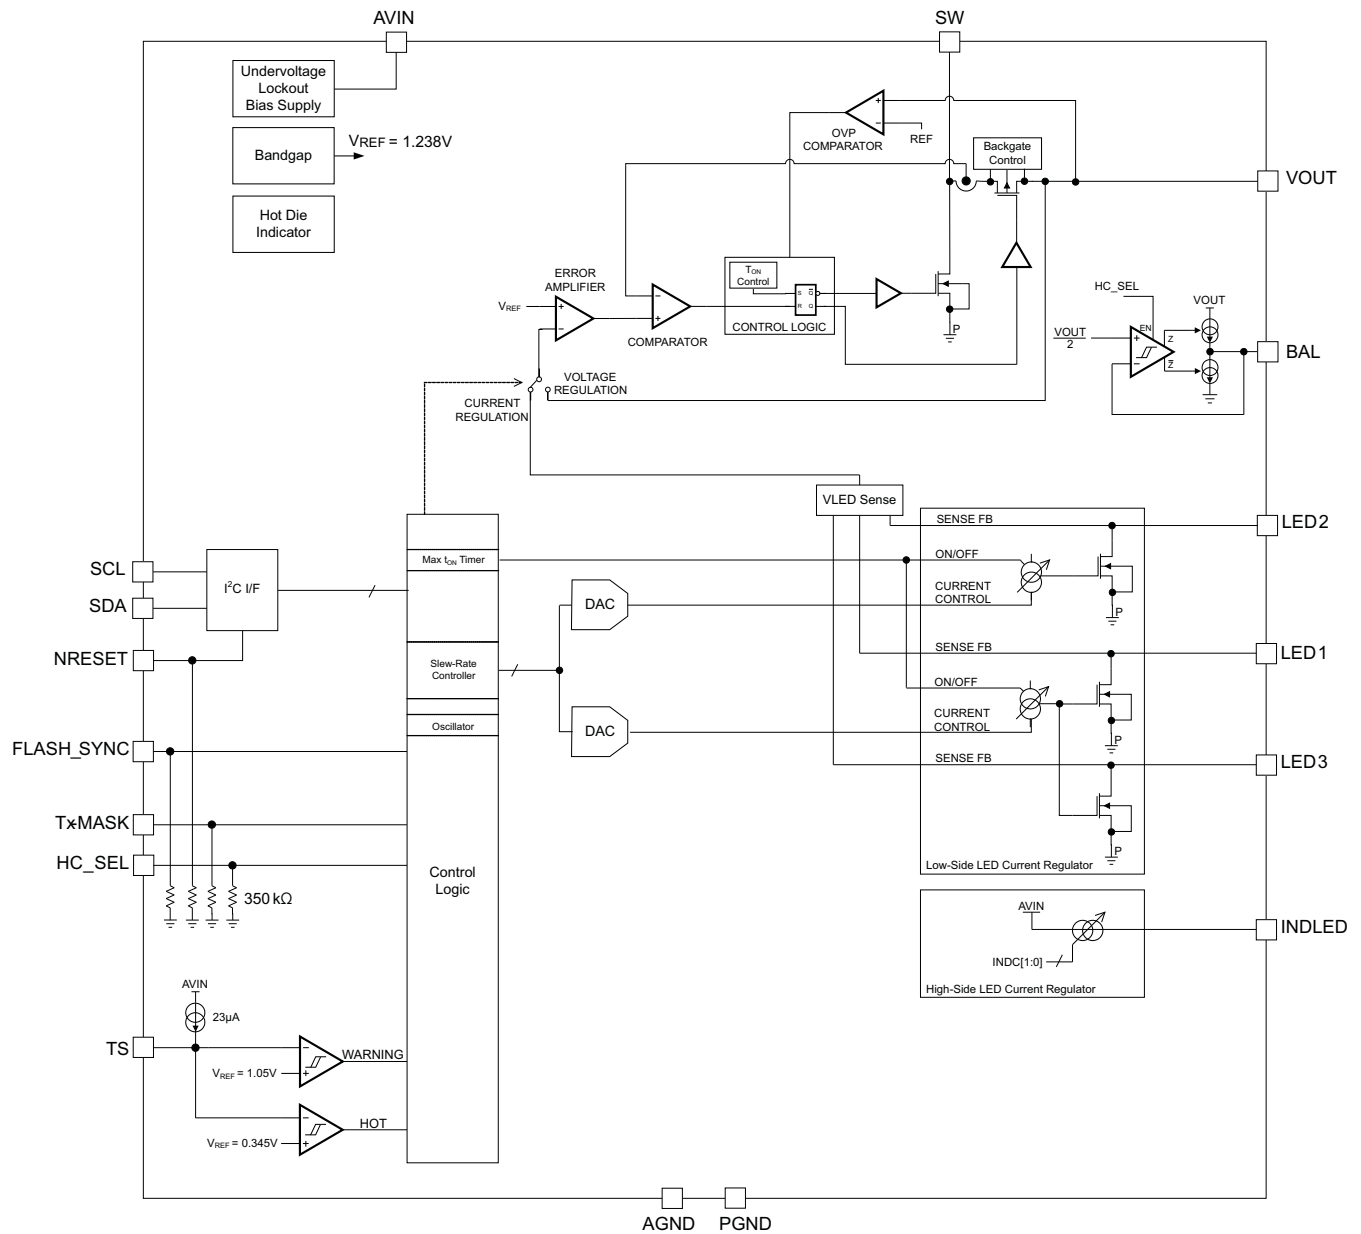 AVIN
SW
Undervoltage
Lockout
Bias Supply
Bandgap
VREF = 1.238V
Hot Die
Indicator
OVP
COMPARATOR
+
−
REF
Backgate
Control
VOUT
ERROR
AMPLIFIER
VREF
+
−
−
+
COMPARATOR
TON
Control
S
Q̅
R
Q
CONTROL LOGIC
P
HC_SEL
VOUT
VOUT
2
+
−
EN
Z
Z̅
BAL
VOLTAGE
REGULATION
CURRENT
REGULATION
VLED Sense
SENSE FB
LED2
ON/OFF
CURRENT
CONTROL
P
SCL
SDA
I²C I/F
Max tON Timer
DAC
NRESET
Slew-Rate
Controller
SENSE FB
LED1
ON/OFF
CURRENT
CONTROL
P
DAC
Oscillator
FLASH_SYNC
SENSE FB
LED3
P
Low-Side LED Current Regulator
Tx-MASK
HC_SEL
350 kΩ
Control
Logic
AVIN
INDC[1:0]
High-Side LED Current Regulator
INDLED
AVIN
23µA
TS
−
+
VREF = 1.05V
WARNING
−
+
VREF = 0.345V
HOT
AGND
PGND